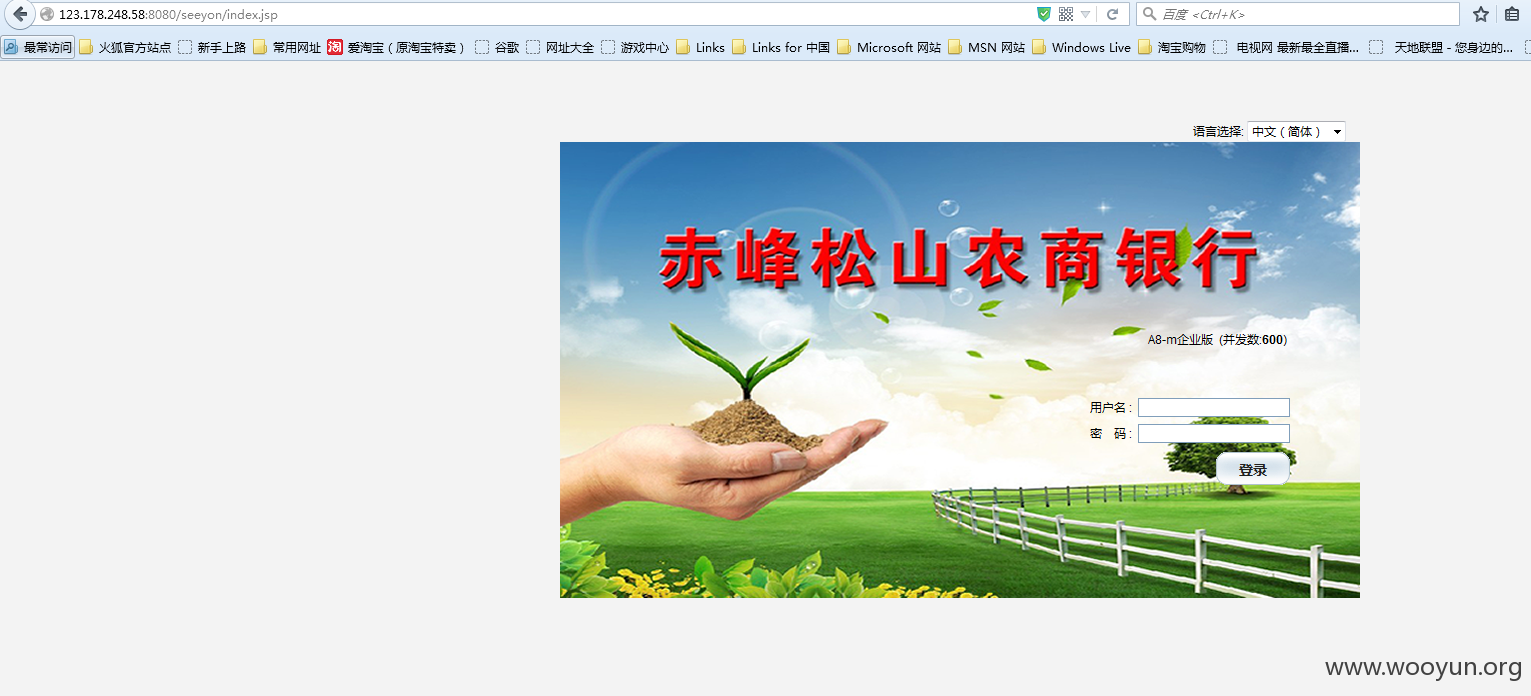 123.178.248.58:8080/seeyon/index.jsp
百度 <Ctrl+K>
最常访问 火狐官方站点 新手上路 常用网址 淘 爱淘宝（原淘宝特卖） 谷歌 网址大全 游戏中心 Links Links for 中国 Microsoft 网站 MSN 网站 Windows Live 淘宝购物 电视网 最新最全直播... 天地联盟 - 您身边的...
语言选择: 中文（简体）
赤峰松山农商银行
A8-m企业版 (并发数:600)
用户名：
密 码：
登录
www.wooyun.org